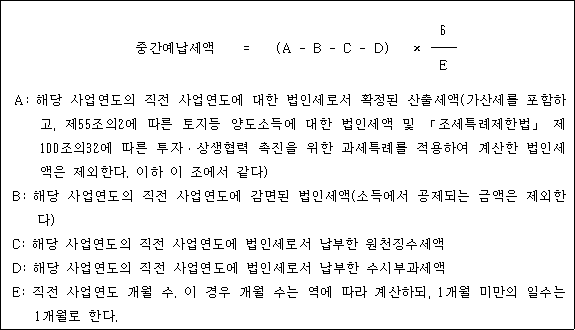 중간예납세액 = (A - B - C - D) × 6
E
A: 해당 사업연도의 직전 사업연도에 대한 법인세로서 확정된 산출세액(가산세를 포함하
고, 제55조의2에 따른 토지등 양도소득에 대한 법인세액 및 「조세특례제한법」 제
100조의32에 따른 투자ㆍ상생협력 촉진을 위한 과세특례를 적용하여 계산한 법인세
액은 제외한다. 이하 이 조에서 같다)
B: 해당 사업연도의 직전 사업연도에 감면된 법인세액(소득에서 공제되는 금액은 제외한
다)
C: 해당 사업연도의 직전 사업연도에 법인세로서 납부한 원천징수세액
D: 해당 사업연도의 직전 사업연도에 법인세로서 납부한 수시부과세액
E: 직전 사업연도 개월 수. 이 경우 개월 수는 역에 따라 계산하되, 1개월 미만의 일수는
1개월로 한다.